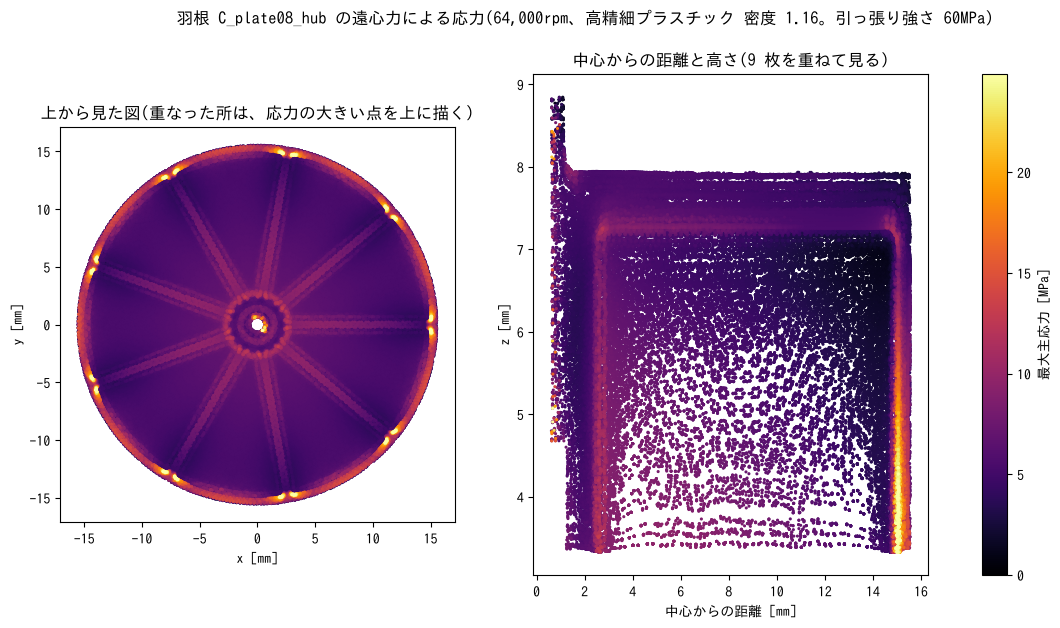 羽根 C_plate08_hub の遠心力による応力(64,000rpm、高精細プラスチック 密度 1.16。引っ張り強さ 60MPa)
上から見た図(重なった所は、応力の大きい点を上に描く)
15
10
5
0
−5
−10
−15
y [mm]
−15 −10 −5 0 5 10 15
x [mm]
中心からの距離と高さ(9 枚を重ねて見る)
9
8
7
6
5
4
z [mm]
0 2 4 6 8 10 12 14 16
中心からの距離 [mm]
20
15
10
5
0
最大主応力 [MPa]